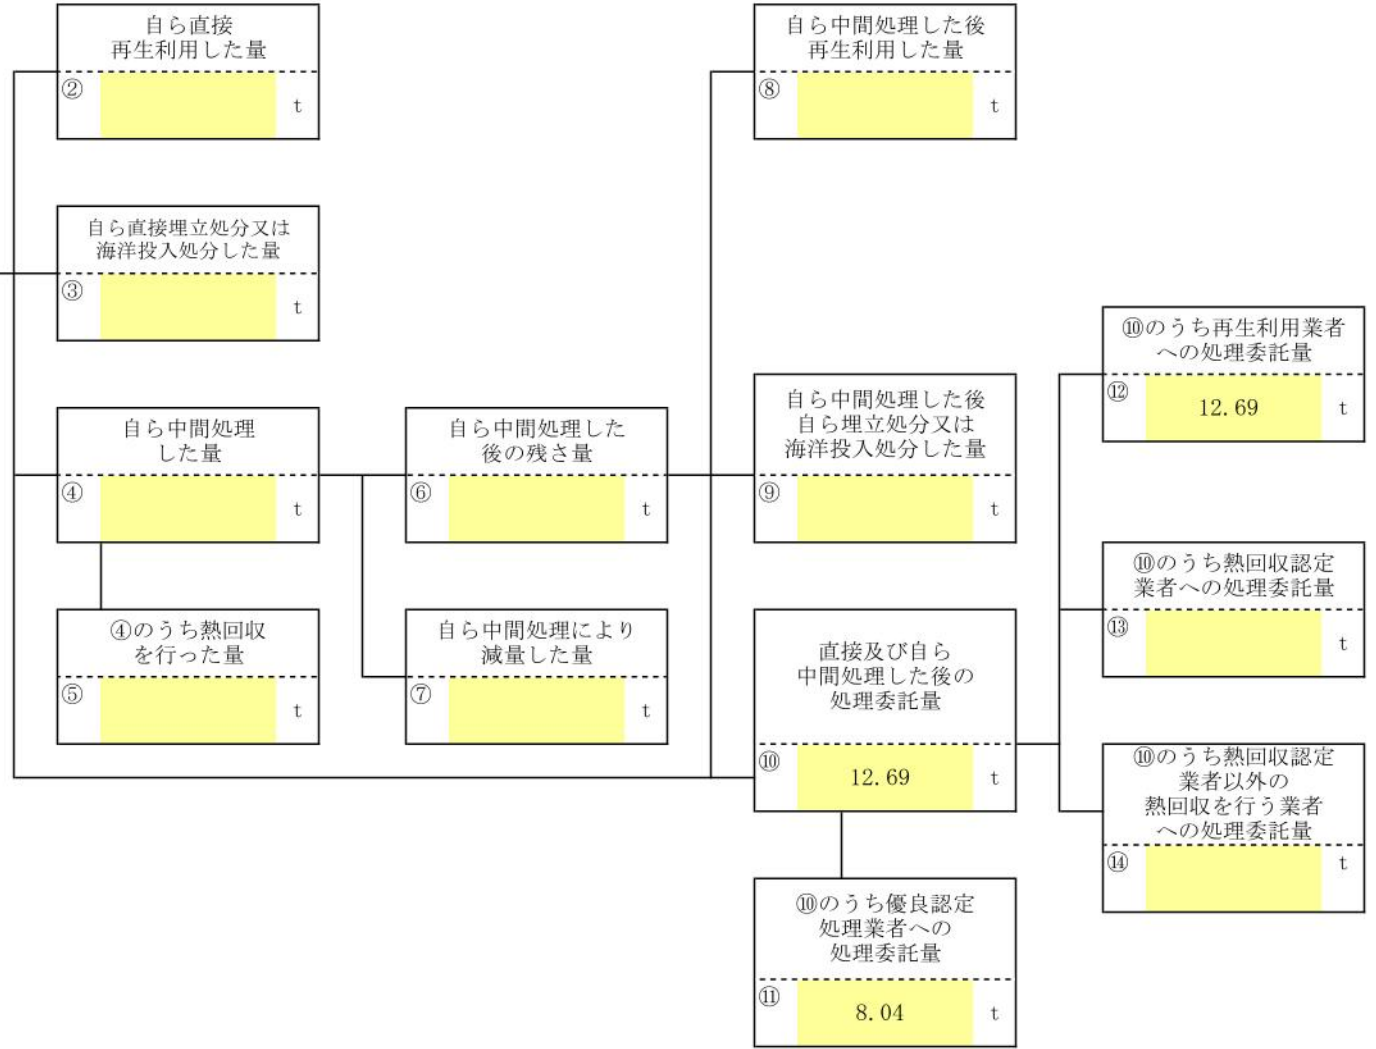 自ら直接
再生利用した量
②
t
自ら中間処理した後
再生利用した量
⑧
t
自ら直接埋立処分又は
海洋投入処分した量
③
t
⑩のうち再生利用業者
への処理委託量
⑫
12.69
t
自ら中間処理
した量
④
t
自ら中間処理した
後の残さ量
⑥
t
自ら中間処理した後
自ら埋立処分又は
海洋投入処分した量
⑨
t
⑩のうち熱回収認定
業者への処理委託量
⑬
t
④のうち熱回収
を行った量
⑤
t
自ら中間処理により
減量した量
⑦
t
直接及び自ら
中間処理した後の
処理委託量
⑩
12.69
t
⑩のうち熱回収認定
業者以外の
熱回収を行う業者
への処理委託量
⑭
t
⑩のうち優良認定
処理業者への
処理委託量
⑪
8.04
t